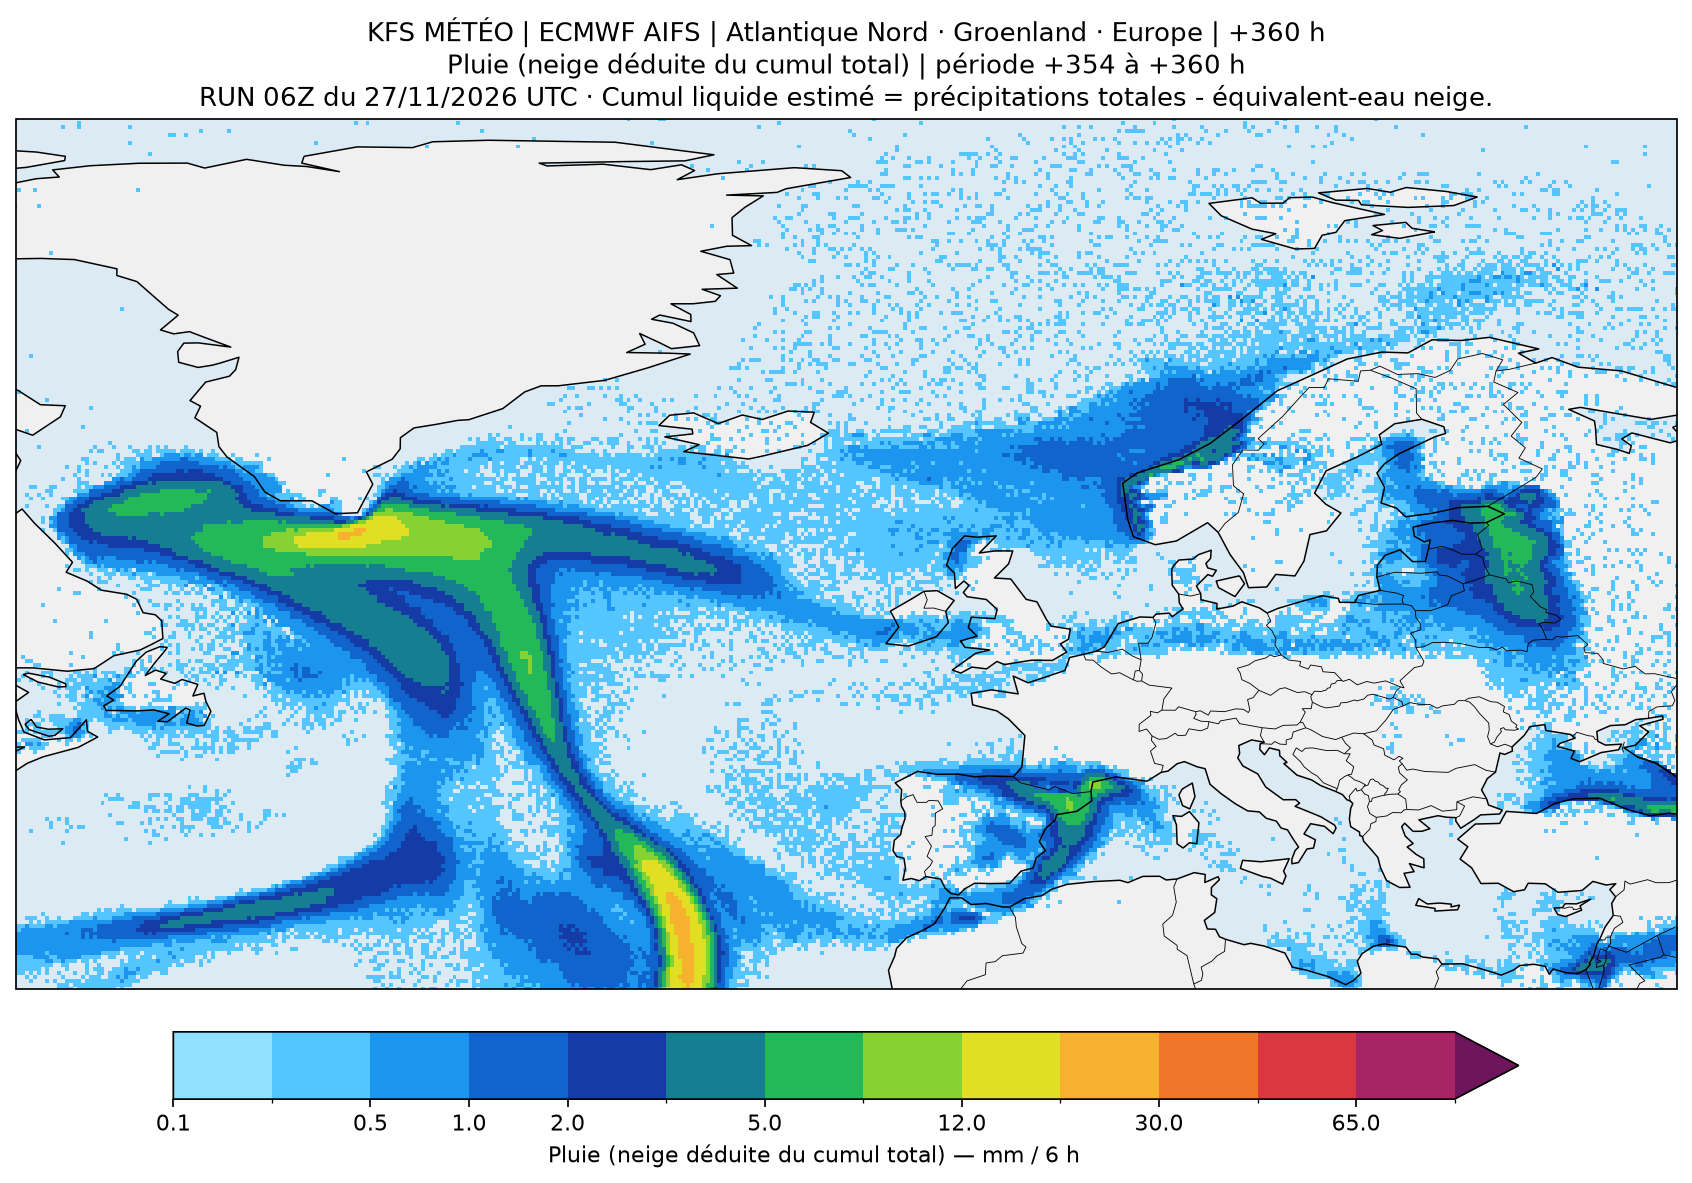 KFS MÉTÉO | ECMWF AIFS | Atlantique Nord · Groenland · Europe | +360 h
Pluie (neige déduite du cumul total) | période +354 à +360 h
RUN 06Z du 27/11/2026 UTC · Cumul liquide estimé = précipitations totales - équivalent-eau neige.
0.1 0.5 1.0 2.0 5.0 12.0 30.0 65.0
Pluie (neige déduite du cumul total) — mm / 6 h